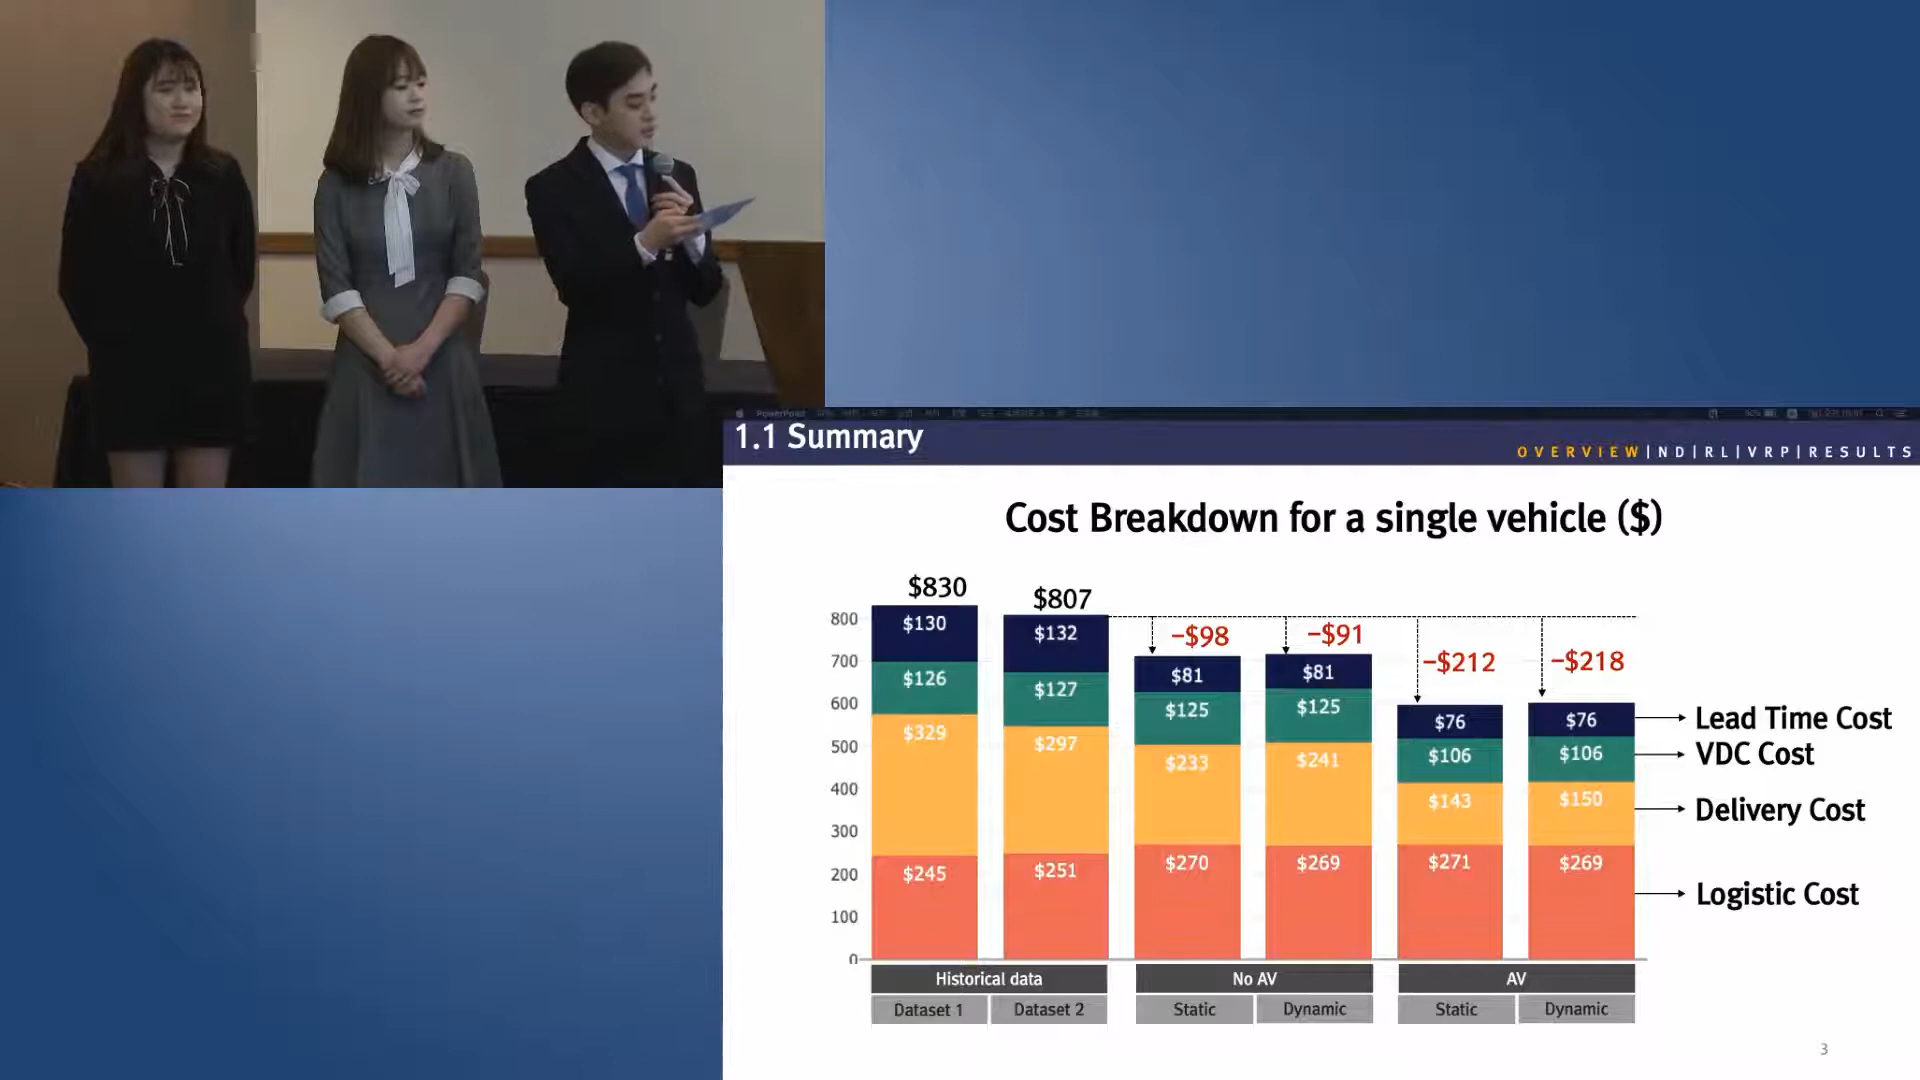 PowerPoint
1.1 Summary
OVERVIEW|ND|RL|VRP|RESULTS
Cost Breakdown for a single vehicle ($)
$830
$807
800
700
600
500
400
300
200
100
0
$130
$126
$329
$245
$132
$127
$297
$251
−$98
$81
$125
$233
$270
−$91
$81
$125
$241
$269
−$212
$76
$106
$143
$271
−$218
$76
$106
$150
$269
Lead Time Cost
VDC Cost
Delivery Cost
Logistic Cost
Historical data
No AV
AV
Dataset 1
Dataset 2
Static
Dynamic
Static
Dynamic
3